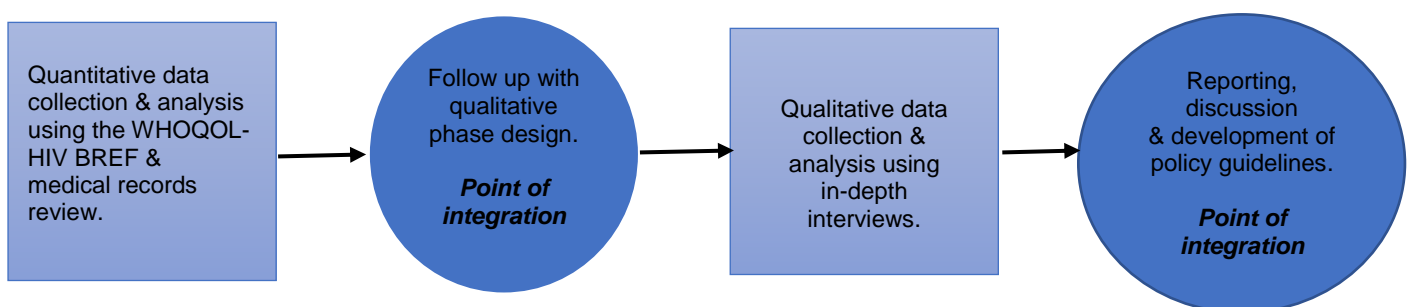 Quantitative data
collection & analysis
using the WHOQOL-
HIV BREF &
medical records
review.
Follow up with
qualitative
phase design.
Point of
integration
Qualitative data
collection &
analysis using
in-depth
interviews.
Reporting,
discussion
& development of
policy guidelines.
Point of
integration